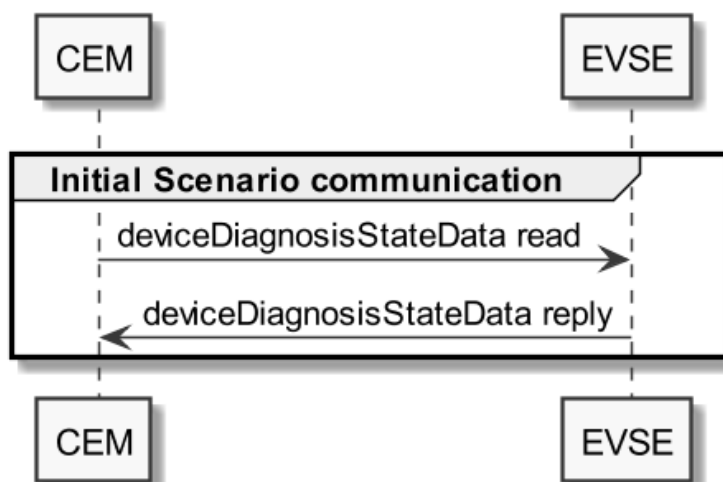 CEM EVSE
Initial Scenario communication
deviceDiagnosisStateData read
deviceDiagnosisStateData reply
CEM EVSE